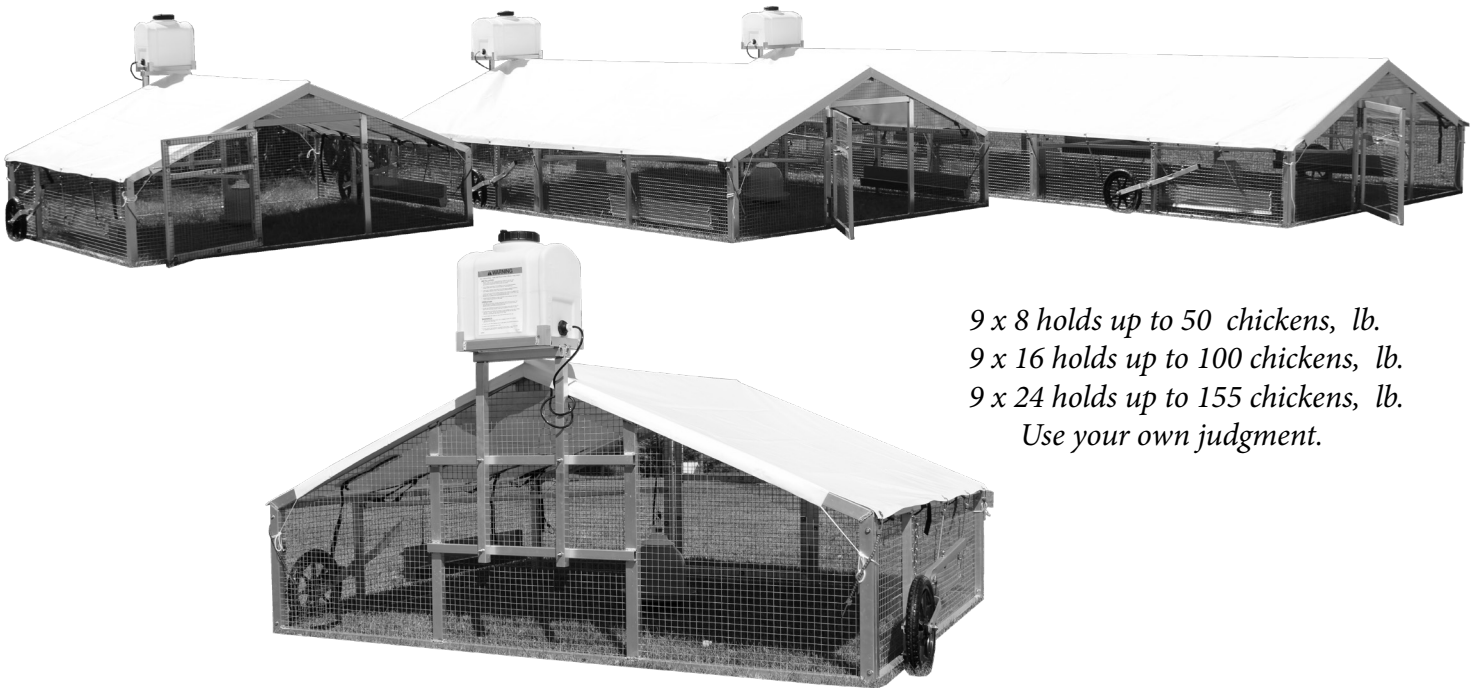 WARNING
9 x 8 holds up to 50 chickens, lb.
9 x 16 holds up to 100 chickens, lb.
9 x 24 holds up to 155 chickens, lb.
Use your own judgment.